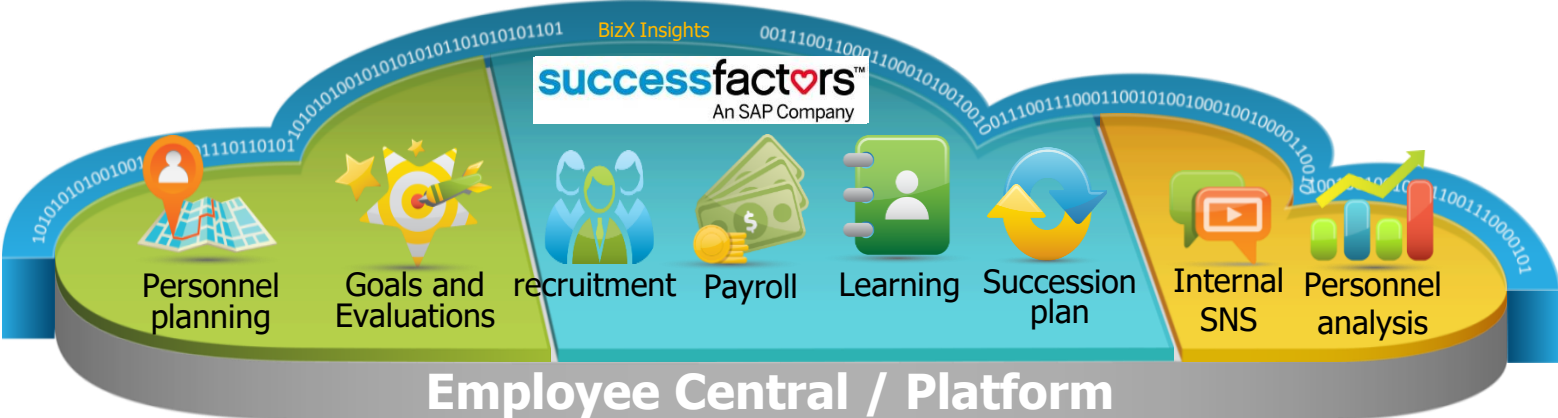 BizX Insights
successfactors™
An SAP Company
Personnel
planning
Goals and
Evaluations
recruitment
Payroll
Learning
Succession
plan
Internal
SNS
Personnel
analysis
Employee Central / Platform